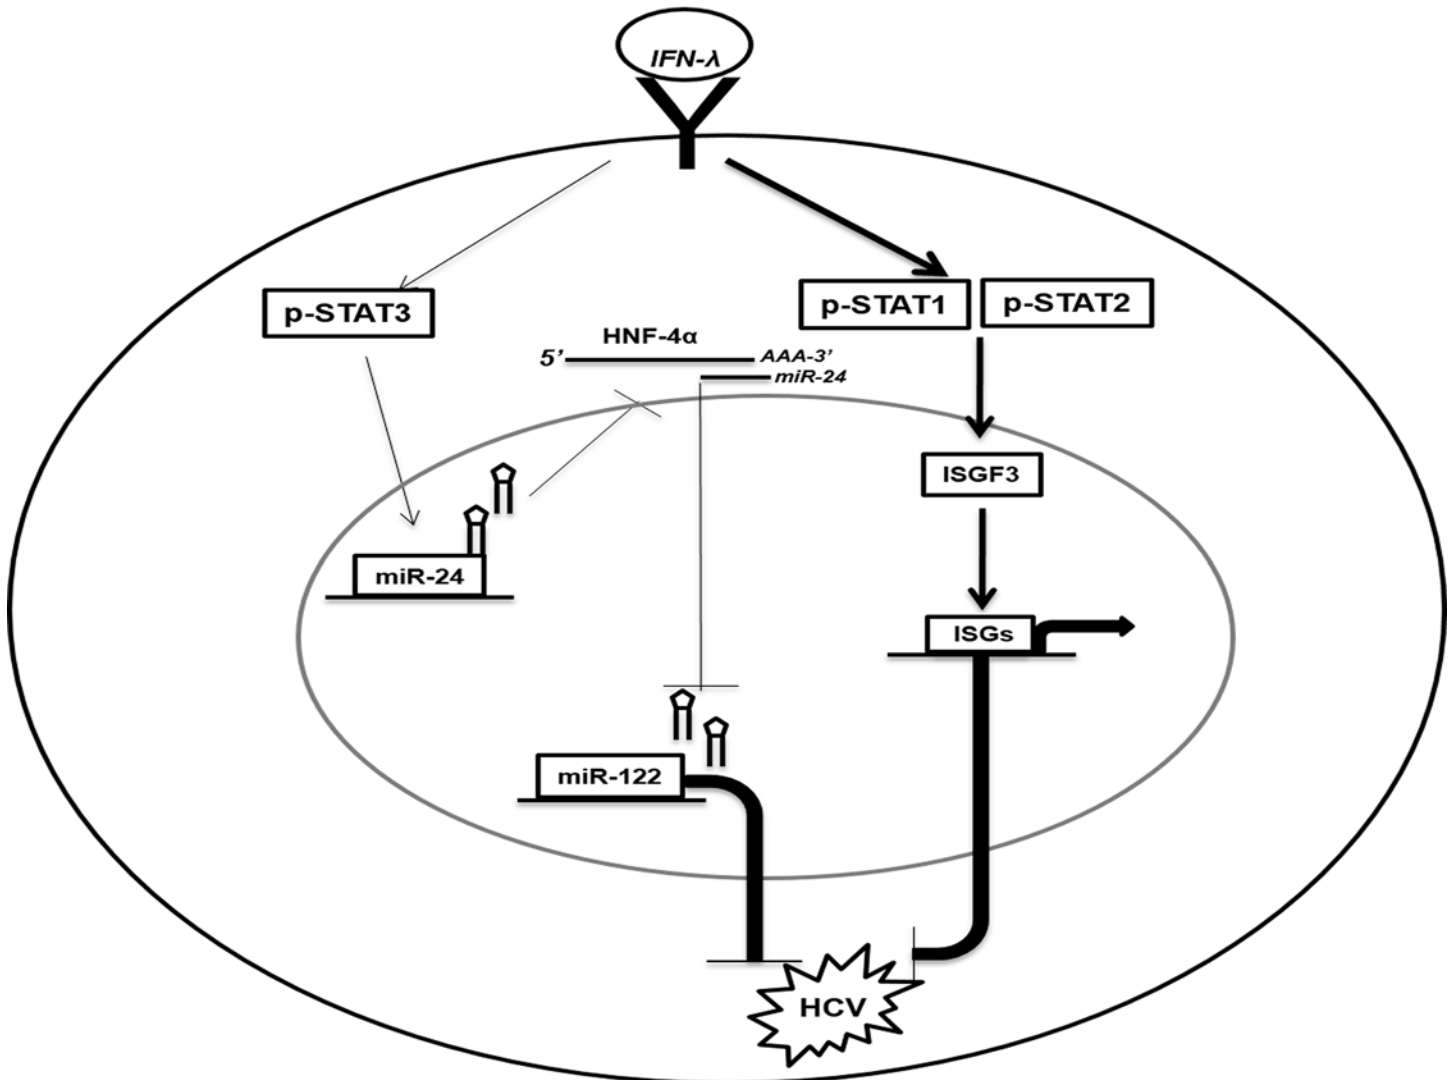 IFN-λ
p-STAT3
p-STAT1
p-STAT2
HNF-4α
5’
AAA-3’
miR-24
ISGF3
miR-24
ISGs
miR-122
HCV